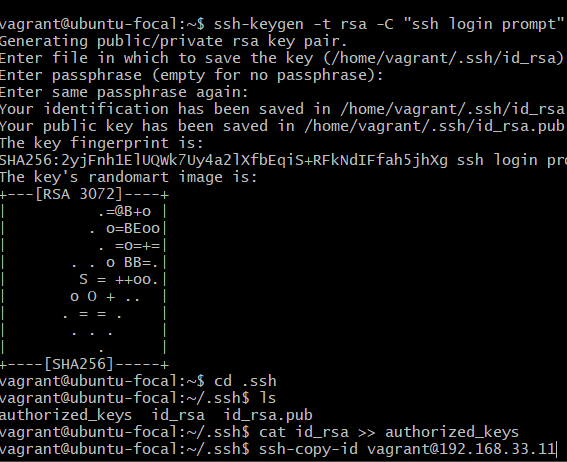 vagrant@ubuntu-focal:~$ ssh-keygen -t rsa -C "ssh login prompt"
Generating public/private rsa key pair.
Enter file in which to save the key (/home/vagrant/.ssh/id_rsa)
Enter passphrase (empty for no passphrase):
Enter same passphrase again:
Your identification has been saved in /home/vagrant/.ssh/id_rsa
Your public key has been saved in /home/vagrant/.ssh/id_rsa.pub
The key fingerprint is:
SHA256:2yjFnh1ElUQWk7Uy4a2lXfbEqiS+RFkNdIFfah5jhXg ssh login pro
The key's randomart image is:
+---[RSA 3072]----+
|           .=@B+o |
|          . o=BEoo|
|           . =o=+=|
|        . . o BB=.|
|         S = ++oo.|
|        o O + ..  |
|       . = = .    |
|        . . .     |
|           .      |
+----[SHA256]-----+
vagrant@ubuntu-focal:~$ cd .ssh
vagrant@ubuntu-focal:~/.ssh$ ls
authorized_keys  id_rsa  id_rsa.pub
vagrant@ubuntu-focal:~/.ssh$ cat id_rsa >> authorized_keys
vagrant@ubuntu-focal:~/.ssh$ ssh-copy-id vagrant@192.168.33.11